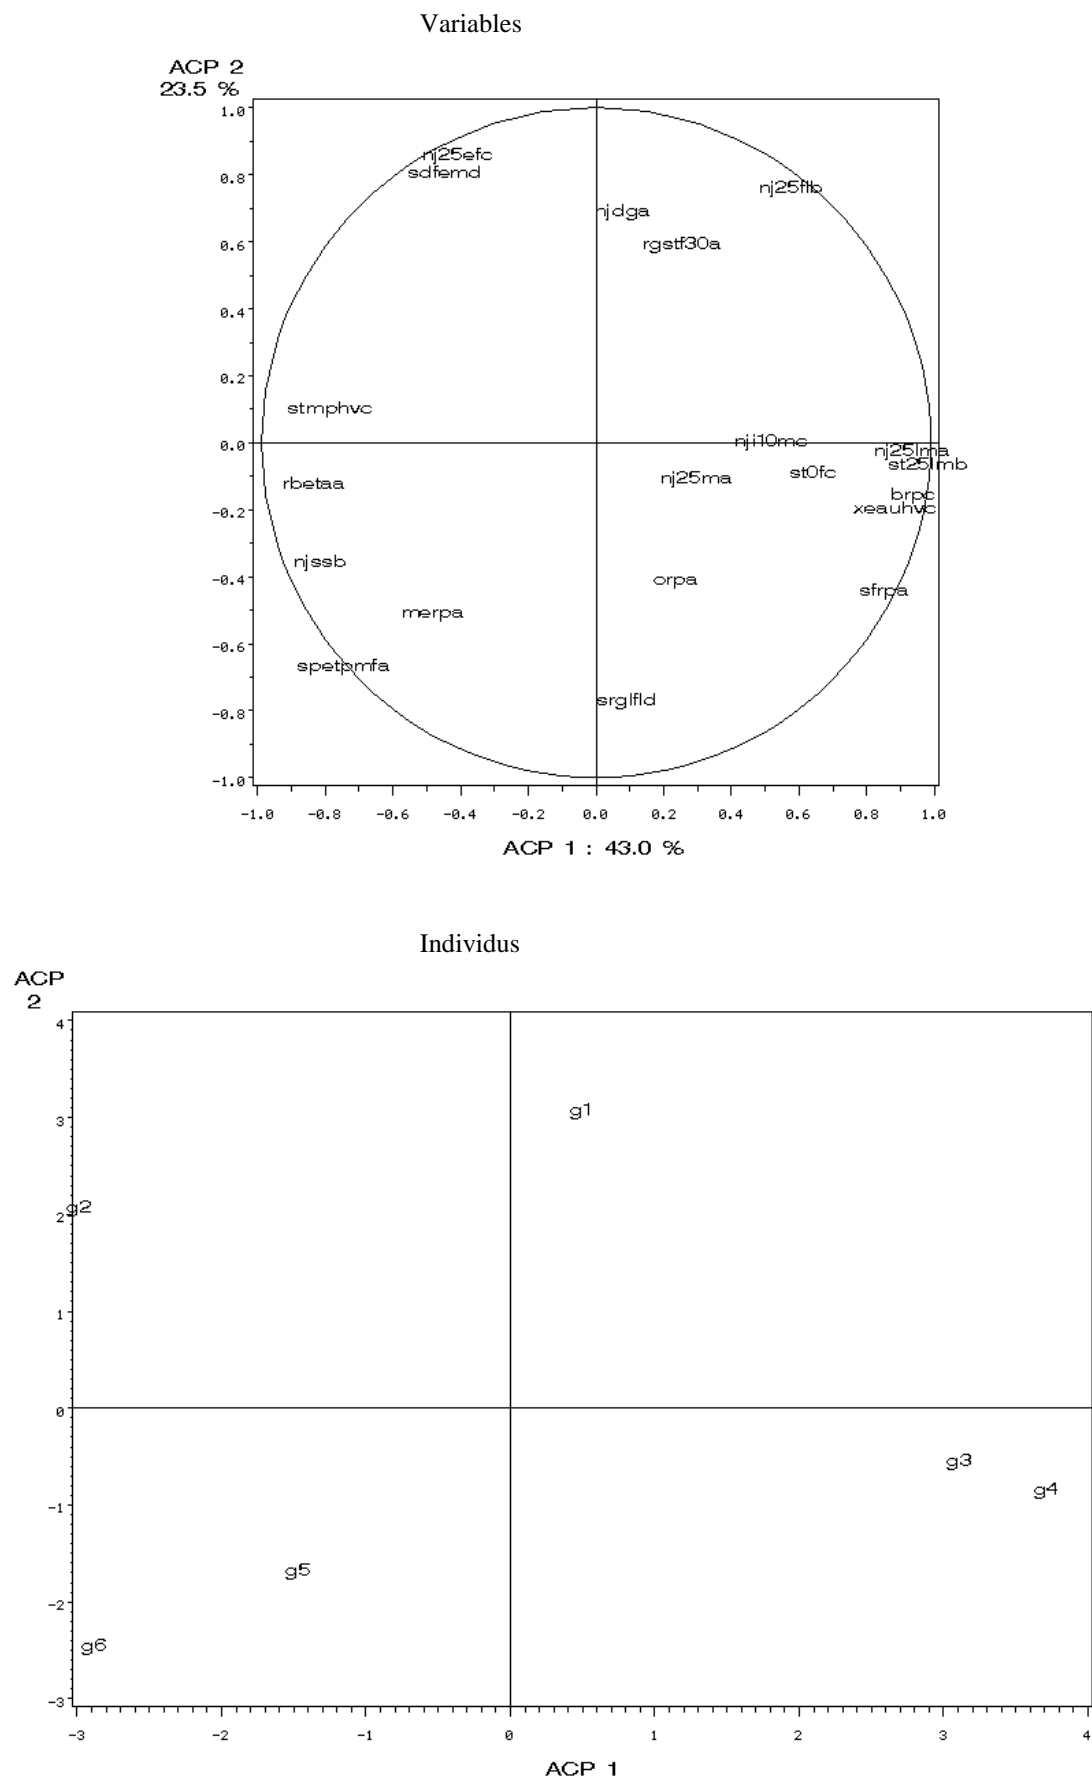 Variables
ACP 2
23.5 %
1.0
nj25efc
0.8
sdfemd
nj25flb
njdga
0.6
rgstf30a
0.4
0.2
stmphvc
0.0
nji10mc
nj25lma
st25lmb
nj25ma
st0fc
rbetaa
brpc
-0.2
xeauhvc
njssb
-0.4
orpa
sfrpa
merpa
-0.6
spetpmfa
srglfld
-0.8
-1.0
-1.0 -0.8 -0.6 -0.4 -0.2 0.0 0.2 0.4 0.6 0.8 1.0
ACP 1 : 43.0 %
Individus
ACP
2
4
3
g1
2
g2
1
0
g3
-1
g4
g5
-2
g6
-3
-3 -2 -1 0 1 2 3 4
ACP 1